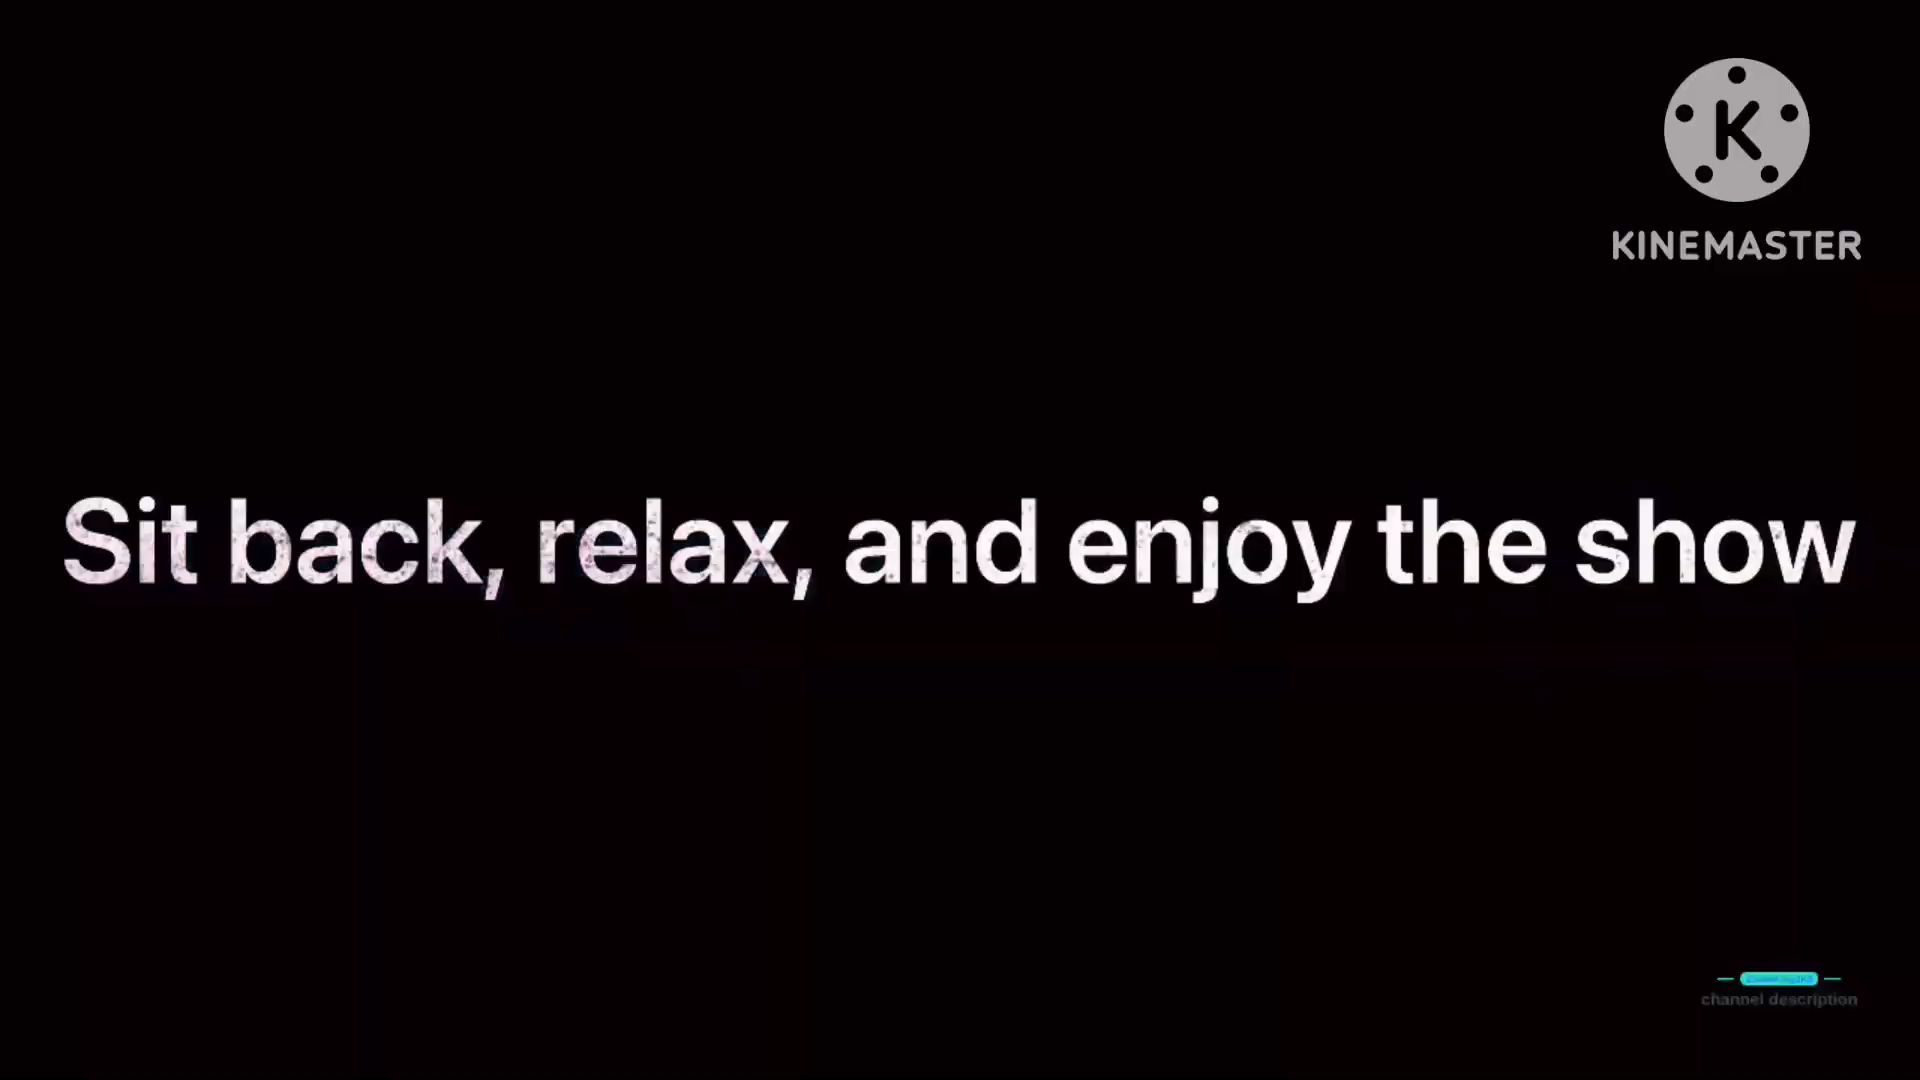 K
KINEMASTER
Sit back, relax, and enjoy the show
channel description